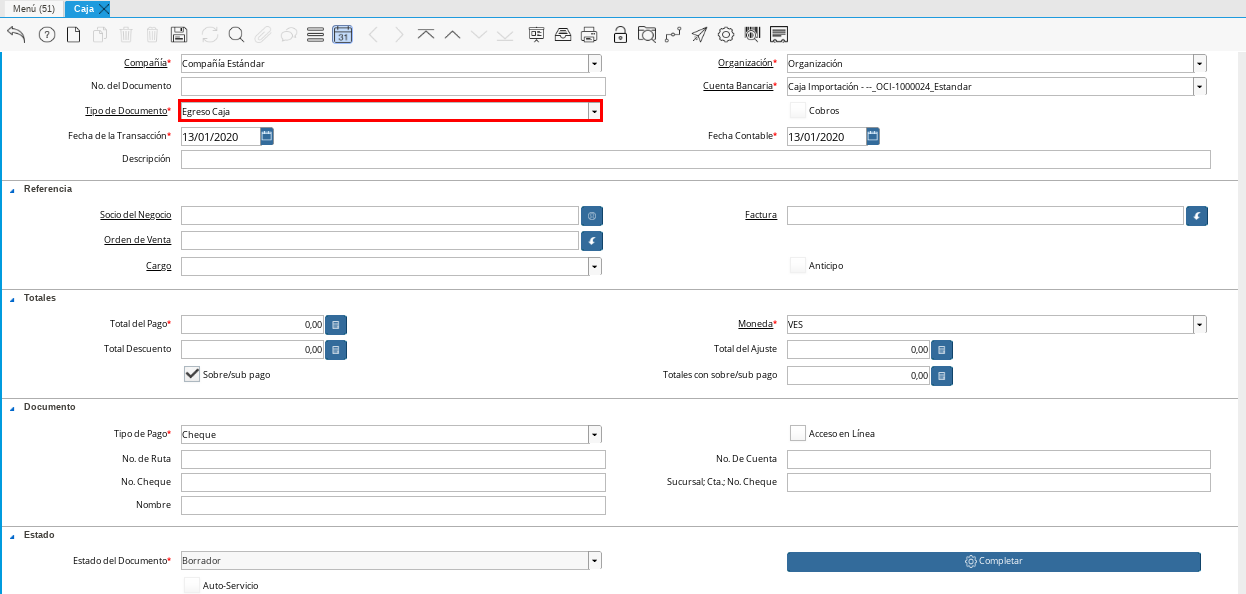 Menú (51) Caja
31
Compañía* Compañía Estándar Organización* Organización
No. del Documento Cuenta Bancaria* Caja Importación - --_OCI-1000024_Estandar
Tipo de Documento* Egreso Caja Cobros
Fecha de la Transacción* 13/01/2020 Fecha Contable* 13/01/2020
Descripción
Referencia
Socio del Negocio Factura
Orden de Venta
Cargo Anticipo
Totales
Total del Pago* 0,00 Moneda* VES
Total Descuento 0,00 Total del Ajuste 0,00
Sobre/sub pago Totales con sobre/sub pago 0,00
Documento
Tipo de Pago* Cheque Acceso en Línea
No. de Ruta No. De Cuenta
No. Cheque Sucursal; Cta.; No. Cheque
Nombre
Estado
Estado del Documento* Borrador Completar
Auto-Servicio